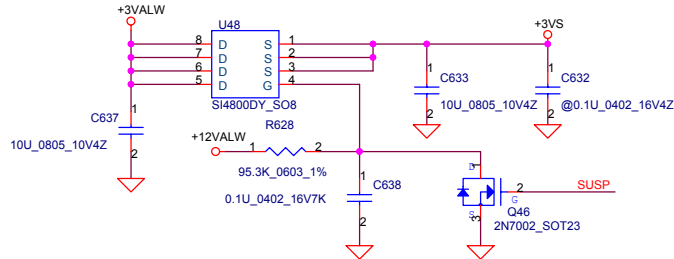 +3VALW
U48
+3VS
8 D S 1
7 D S 2
6 D S 3
5 D G 4
SI4800DY_SO8
1
C637
10U_0805_10V4Z
2
1
C633
10U_0805_10V4Z
2
1
C632
@0.1U_0402_16V4Z
2
R628
+12VALW
1 2
95.3K_0603_1%
1
C638
0.1U_0402_16V7K
2
D 1
G 2
SUSP
S 3
Q46
2N7002_SOT23